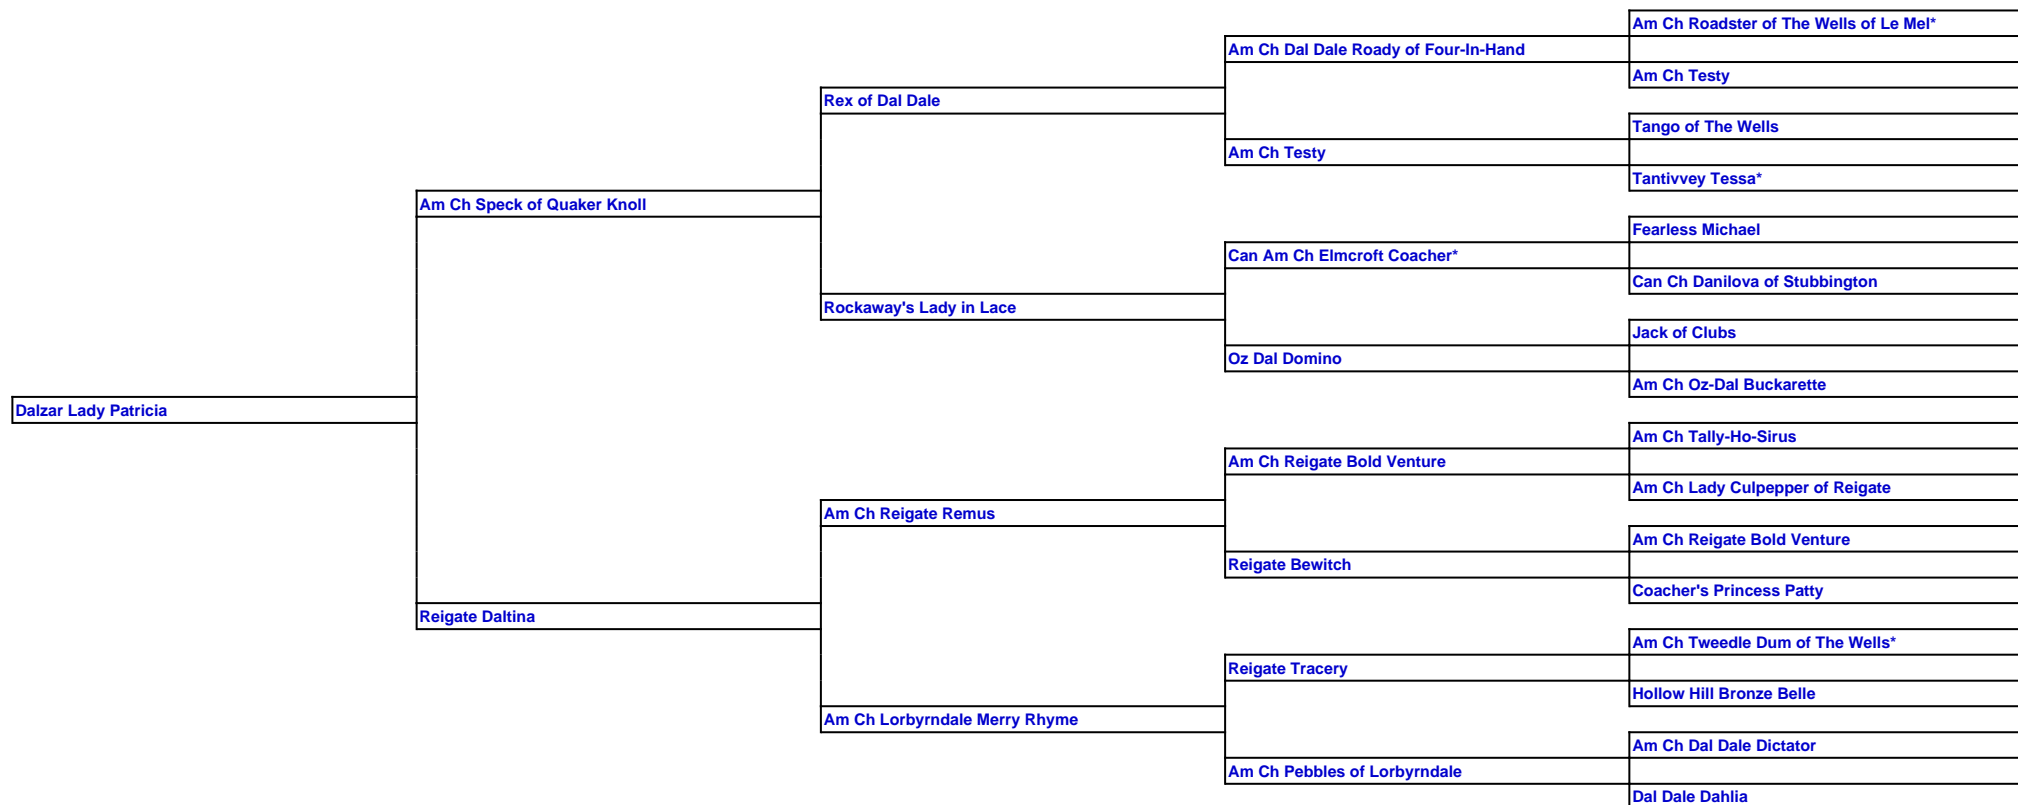 Am Ch Roadster of The Wells of Le Mel*
Am Ch Dal Dale Roady of Four-In-Hand
Am Ch Testy
Rex of Dal Dale
Tango of The Wells
Am Ch Testy
Tantivvey Tessa*
Am Ch Speck of Quaker Knoll
Fearless Michael
Can Am Ch Elmcroft Coacher*
Can Ch Danilova of Stubbington
Rockaway's Lady in Lace
Jack of Clubs
Oz Dal Domino
Am Ch Oz-Dal Buckarette
Dalzar Lady Patricia
Am Ch Tally-Ho-Sirus
Am Ch Reigate Bold Venture
Am Ch Lady Culpepper of Reigate
Am Ch Reigate Remus
Am Ch Reigate Bold Venture
Reigate Bewitch
Coacher's Princess Patty
Reigate Daltina
Am Ch Tweedle Dum of The Wells*
Reigate Tracery
Hollow Hill Bronze Belle
Am Ch Lorbyrndale Merry Rhyme
Am Ch Dal Dale Dictator
Am Ch Pebbles of Lorbyrndale
Dal Dale Dahlia